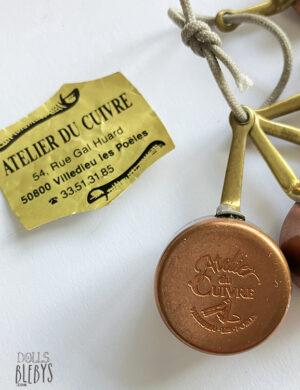 ATELIER DU CUIVRE
54, Rue Gal Huard
50800 Villedieu les Poêles
☎ 33.51.31.85
Atelier
du
CUIVRE
DOLLS
BLEBYS
.com